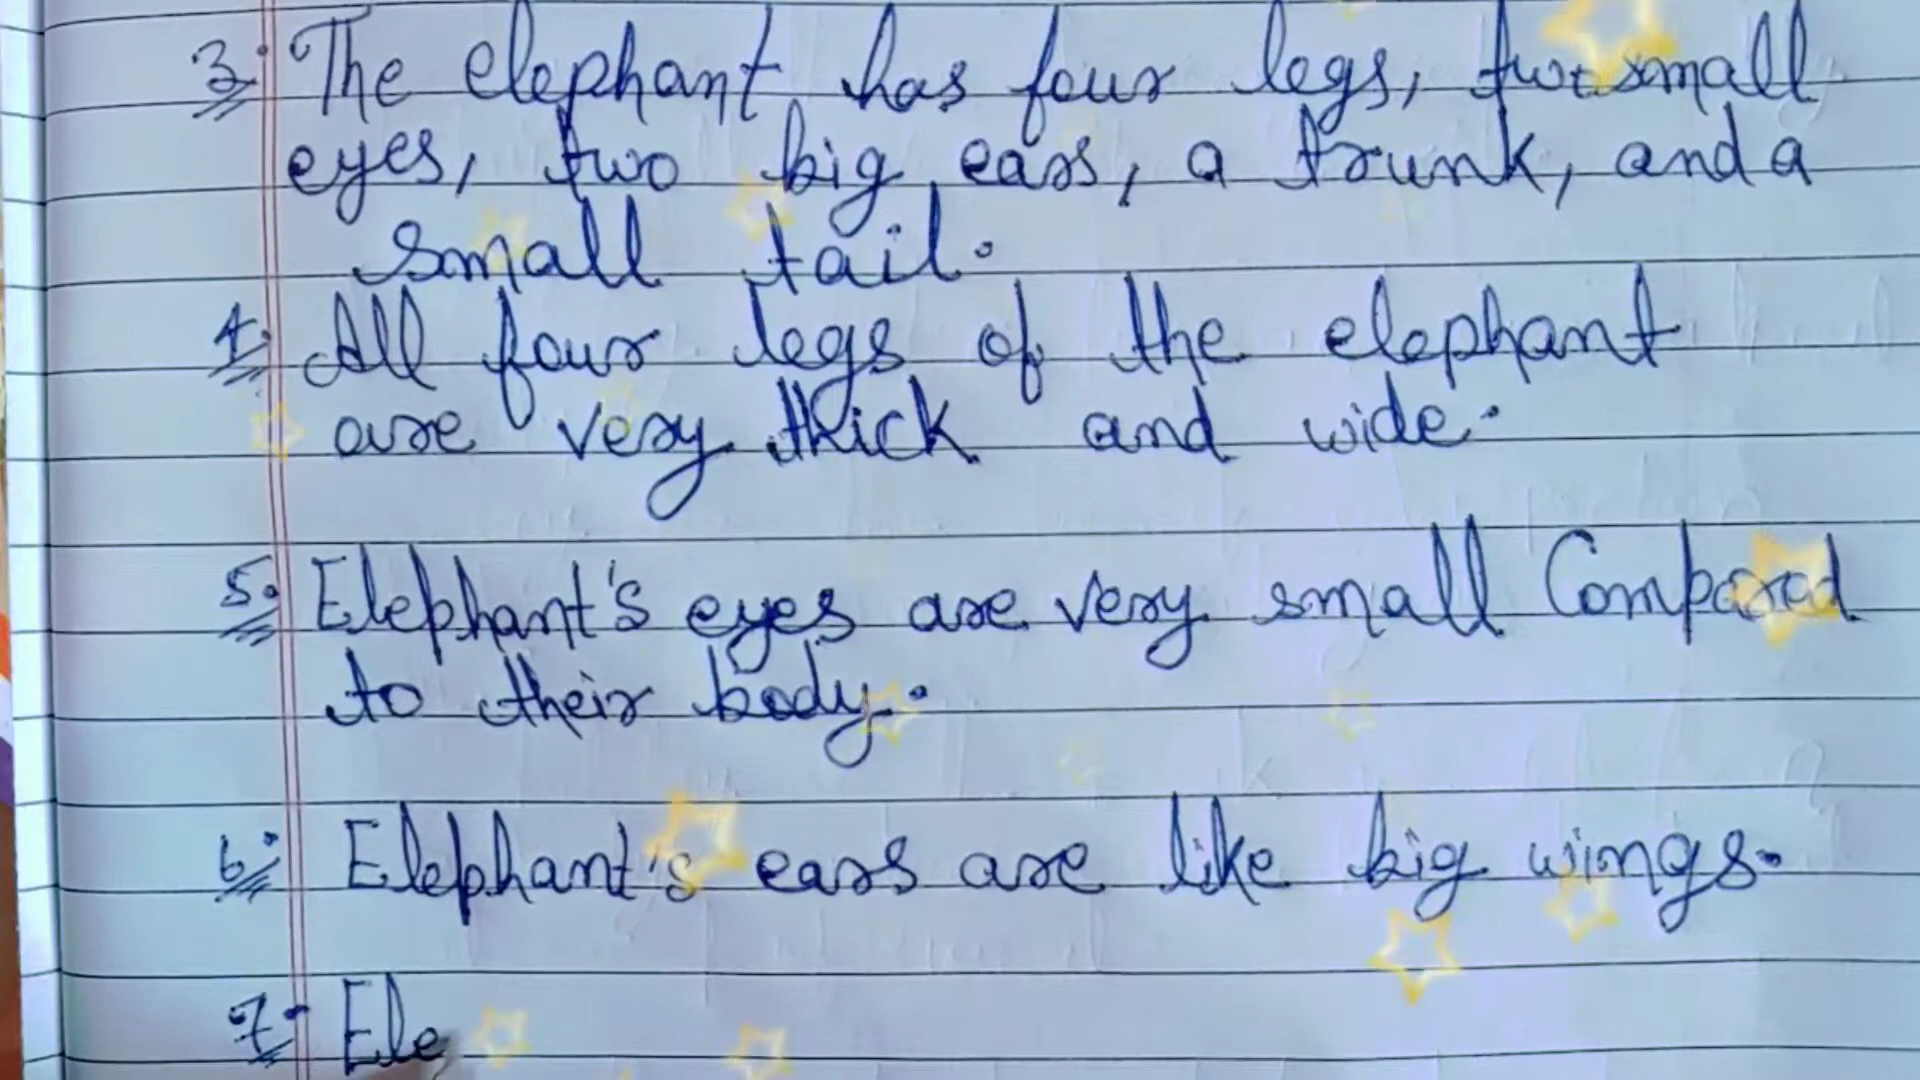 3. The elephant has four legs, two small
eyes, two big ears, a trunk, and a
small tail.
4. All four legs of the elephant
are very thick and wide.
5. Elephant's eyes are very small Compared
to their body.
6. Elephant's ears are like big wings.
7. Ele